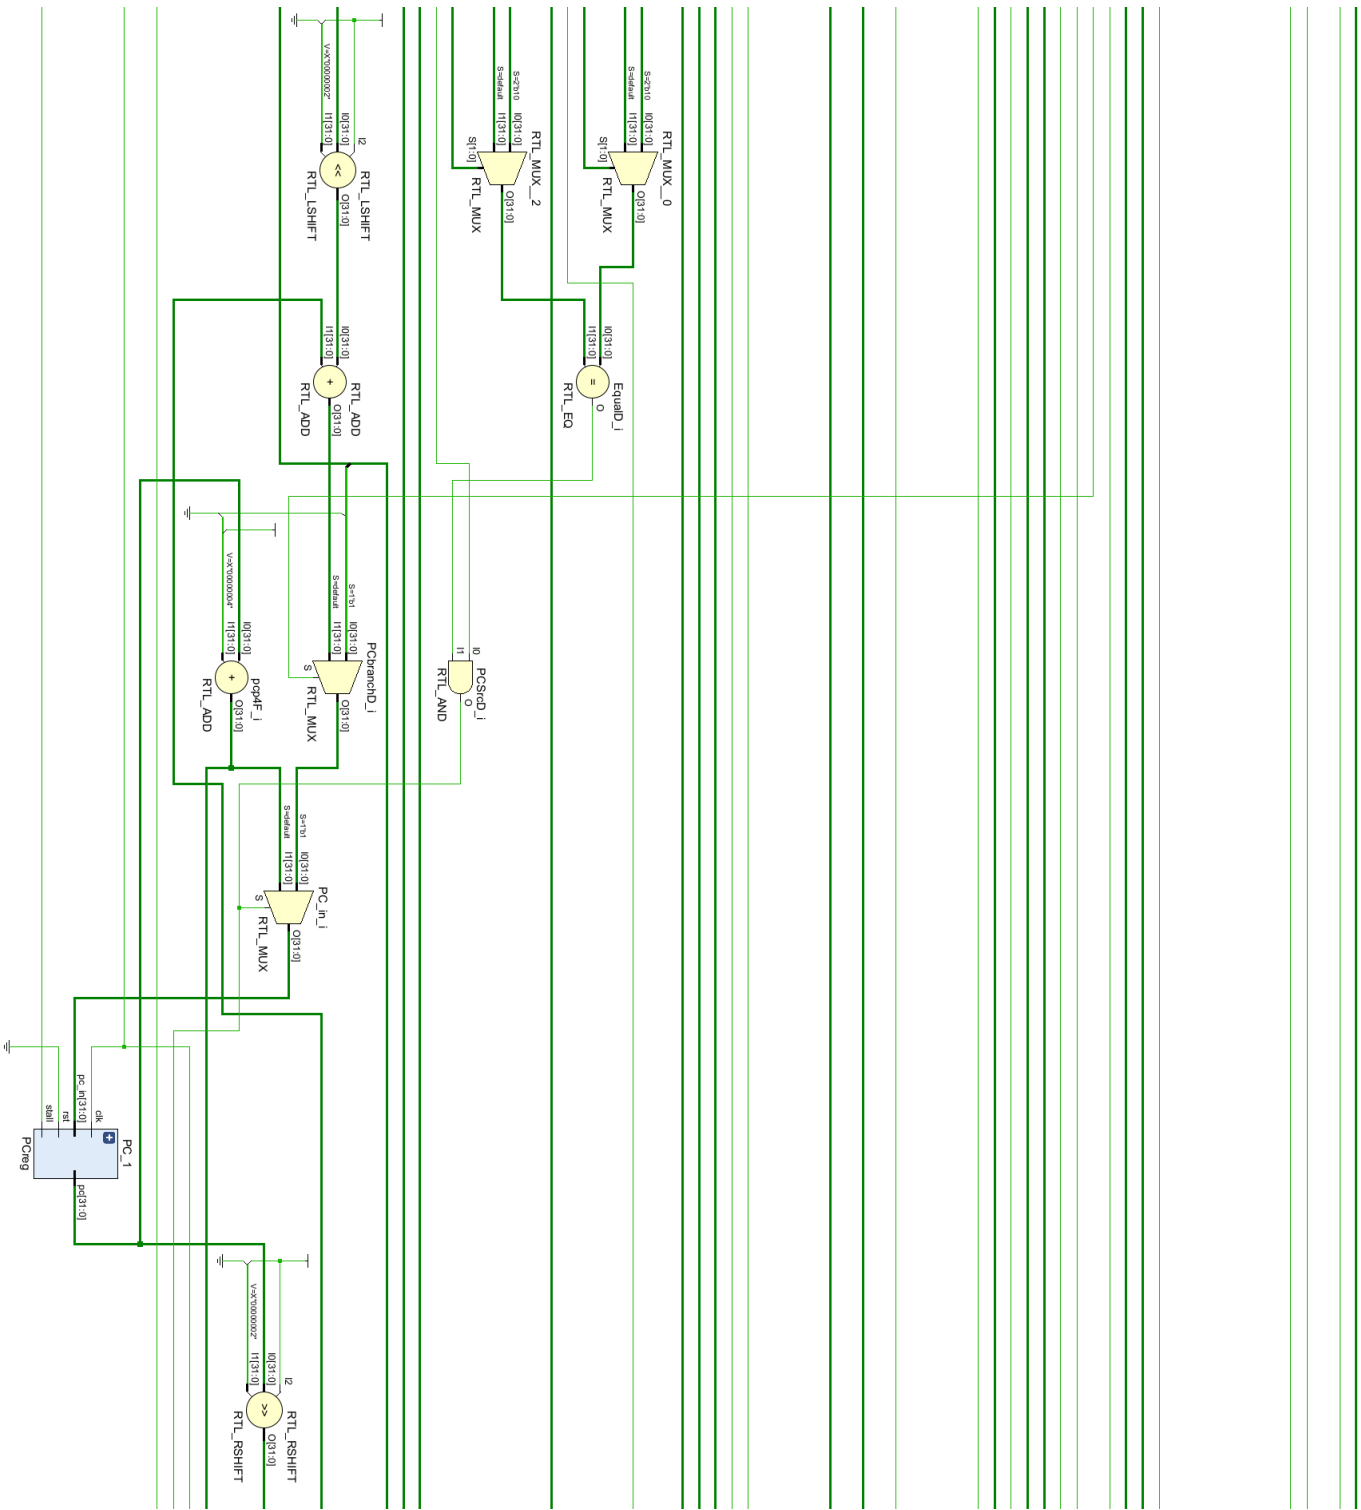 V=X"00000002"
I1[31:0]
I0[31:0]
I2
RTL_LSHIFT
O[31:0]
RTL_LSHIFT
S=default
S=2'b10
S[1:0]
I1[31:0]
I0[31:0]
RTL_MUX__2
O[31:0]
RTL_MUX
S=default
S=2'b10
S[1:0]
I1[31:0]
I0[31:0]
RTL_MUX__0
O[31:0]
RTL_MUX
I1[31:0]
I0[31:0]
+
RTL_ADD
O[31:0]
RTL_ADD
I1[31:0]
I0[31:0]
=
EqualD_i
O
RTL_EQ
V=X"00000004"
I1[31:0]
I0[31:0]
+
pcp4F_i
O[31:0]
RTL_ADD
S=default
S=1'b1
I1[31:0]
I0[31:0]
S
PCbranchD_i
O[31:0]
RTL_MUX
I1
I0
PCSrcD_i
O
RTL_AND
S=default
S=1'b1
I1[31:0]
I0[31:0]
S
PC_in_i
O[31:0]
RTL_MUX
stall
rst
pc_in[31:0]
clk
+
PC_1
PCreg
pc[31:0]
V=X"00000002"
I1[31:0]
I0[31:0]
I2
>>
RTL_RSHIFT
O[31:0]
RTL_RSHIFT
<<